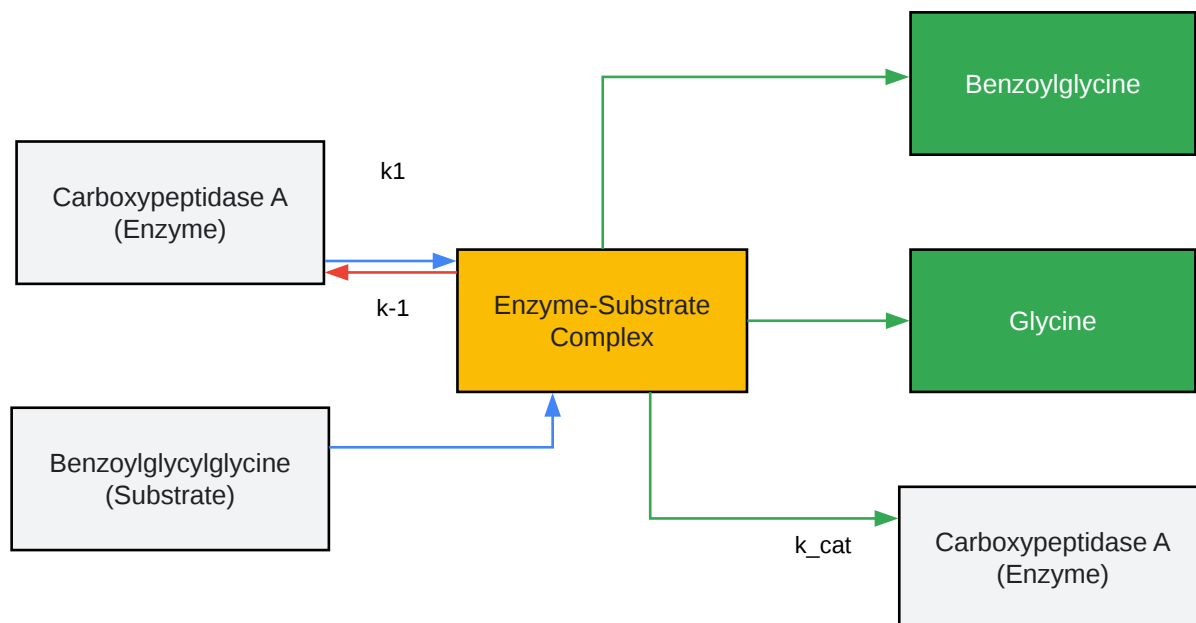 Benzoylglycine
Carboxypeptidase A
(Enzyme)
k1
k-1
Enzyme-Substrate
Complex
Glycine
Benzoylglycylglycine
(Substrate)
k_cat
Carboxypeptidase A
(Enzyme)